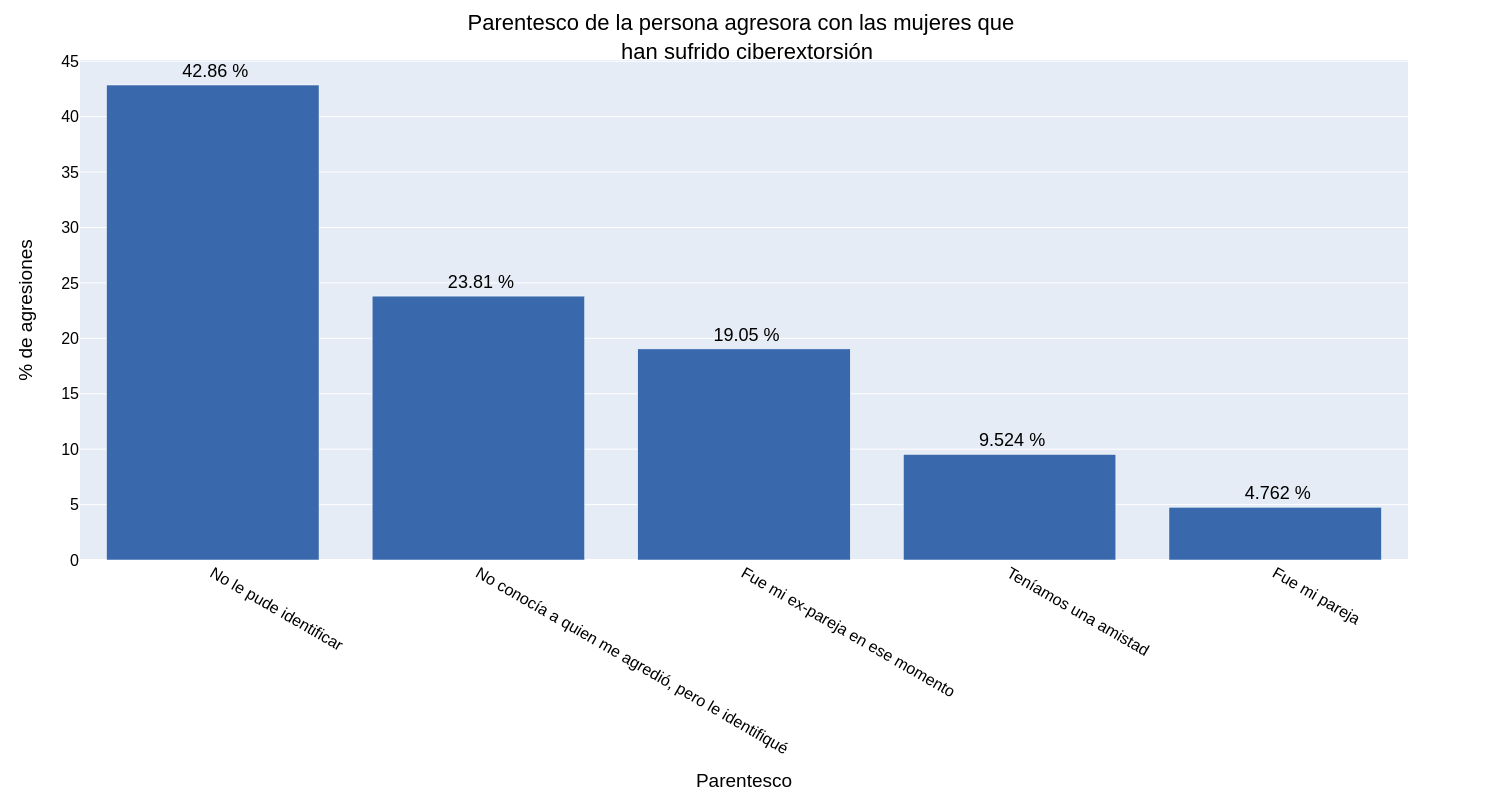 Parentesco de la persona agresora con las mujeres que
han sufrido ciberextorsión
% de agresiones
45
40
35
30
25
20
15
10
5
0
42.86 %
23.81 %
19.05 %
9.524 %
4.762 %
No le pude identificar
No conocía a quien me agredió, pero le identifiqué
Fue mi ex-pareja en ese momento
Teníamos una amistad
Fue mi pareja
Parentesco